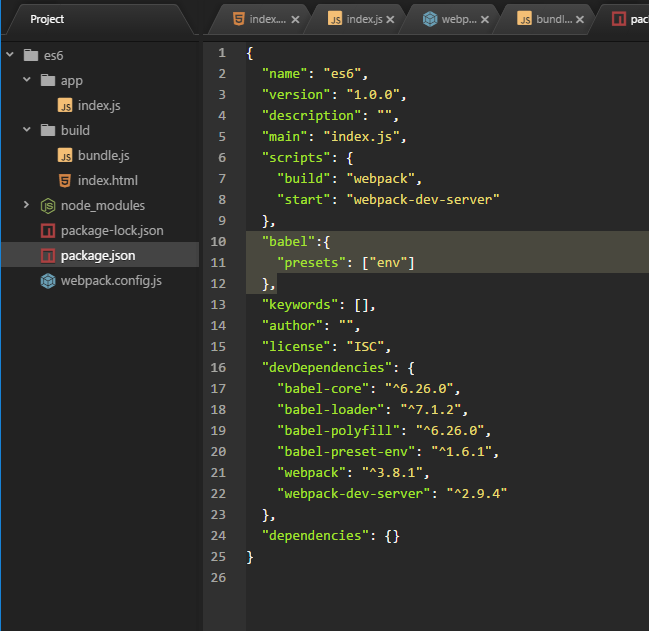 Project
index....
index.js
webp...
bundl...
es6
app
index.js
build
bundle.js
index.html
node_modules
package-lock.json
package.json
webpack.config.js
1 {
2 "name": "es6",
3 "version": "1.0.0",
4 "description": "",
5 "main": "index.js",
6 "scripts": {
7 "build": "webpack",
8 "start": "webpack-dev-server"
9 },
10 "babel":{
11 "presets": ["env"]
12 },
13 "keywords": [],
14 "author": "",
15 "license": "ISC",
16 "devDependencies": {
17 "babel-core": "^6.26.0",
18 "babel-loader": "^7.1.2",
19 "babel-polyfill": "^6.26.0",
20 "babel-preset-env": "^1.6.1",
21 "webpack": "^3.8.1",
22 "webpack-dev-server": "^2.9.4"
23 },
24 "dependencies": {}
25 }
26